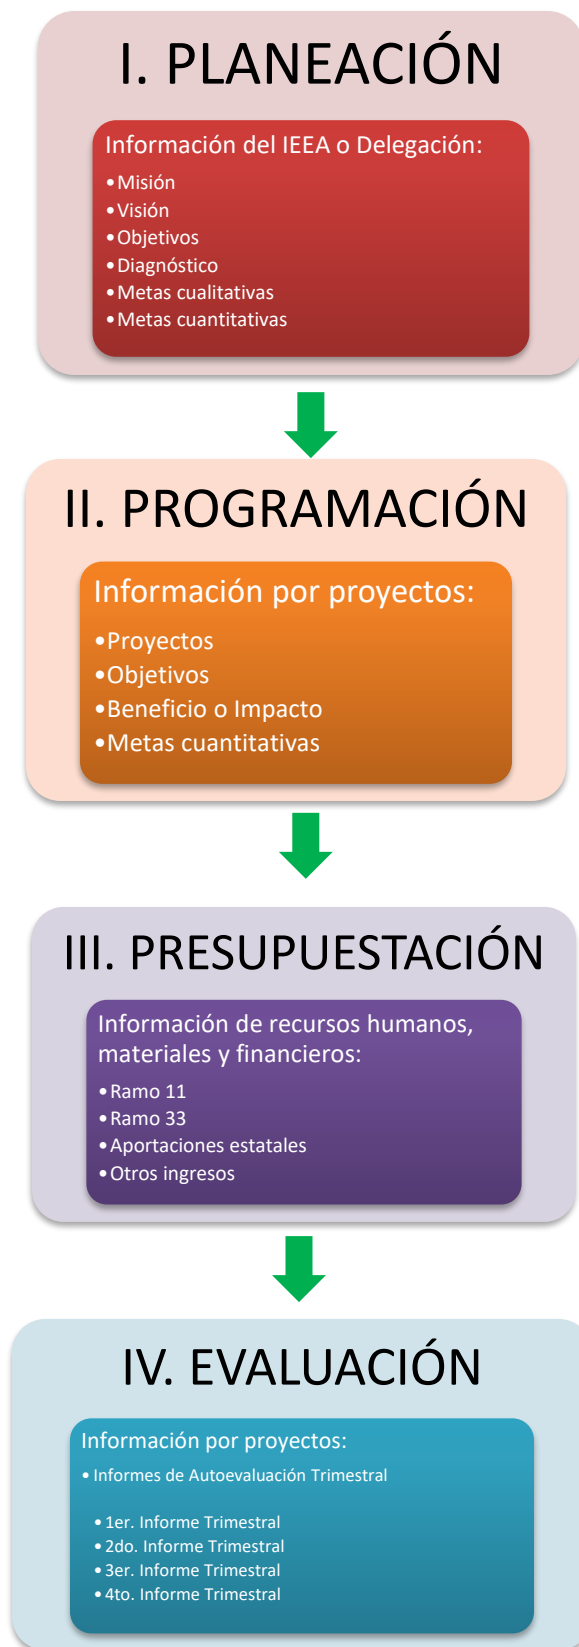 I. PLANEACIÓN
Información del IEEA o Delegación:
•Misión
•Visión
•Objetivos
•Diagnóstico
•Metas cualitativas
•Metas cuantitativas
II. PROGRAMACIÓN
Información por proyectos:
•Proyectos
•Objetivos
•Beneficio o Impacto
•Metas cuantitativas
III. PRESUPUESTACIÓN
Información de recursos humanos,
materiales y financieros:
•Ramo 11
•Ramo 33
•Aportaciones estatales
•Otros ingresos
IV. EVALUACIÓN
Información por proyectos:
•Informes de Autoevaluación Trimestral
•1er. Informe Trimestral
•2do. Informe Trimestral
•3er. Informe Trimestral
•4to. Informe Trimestral